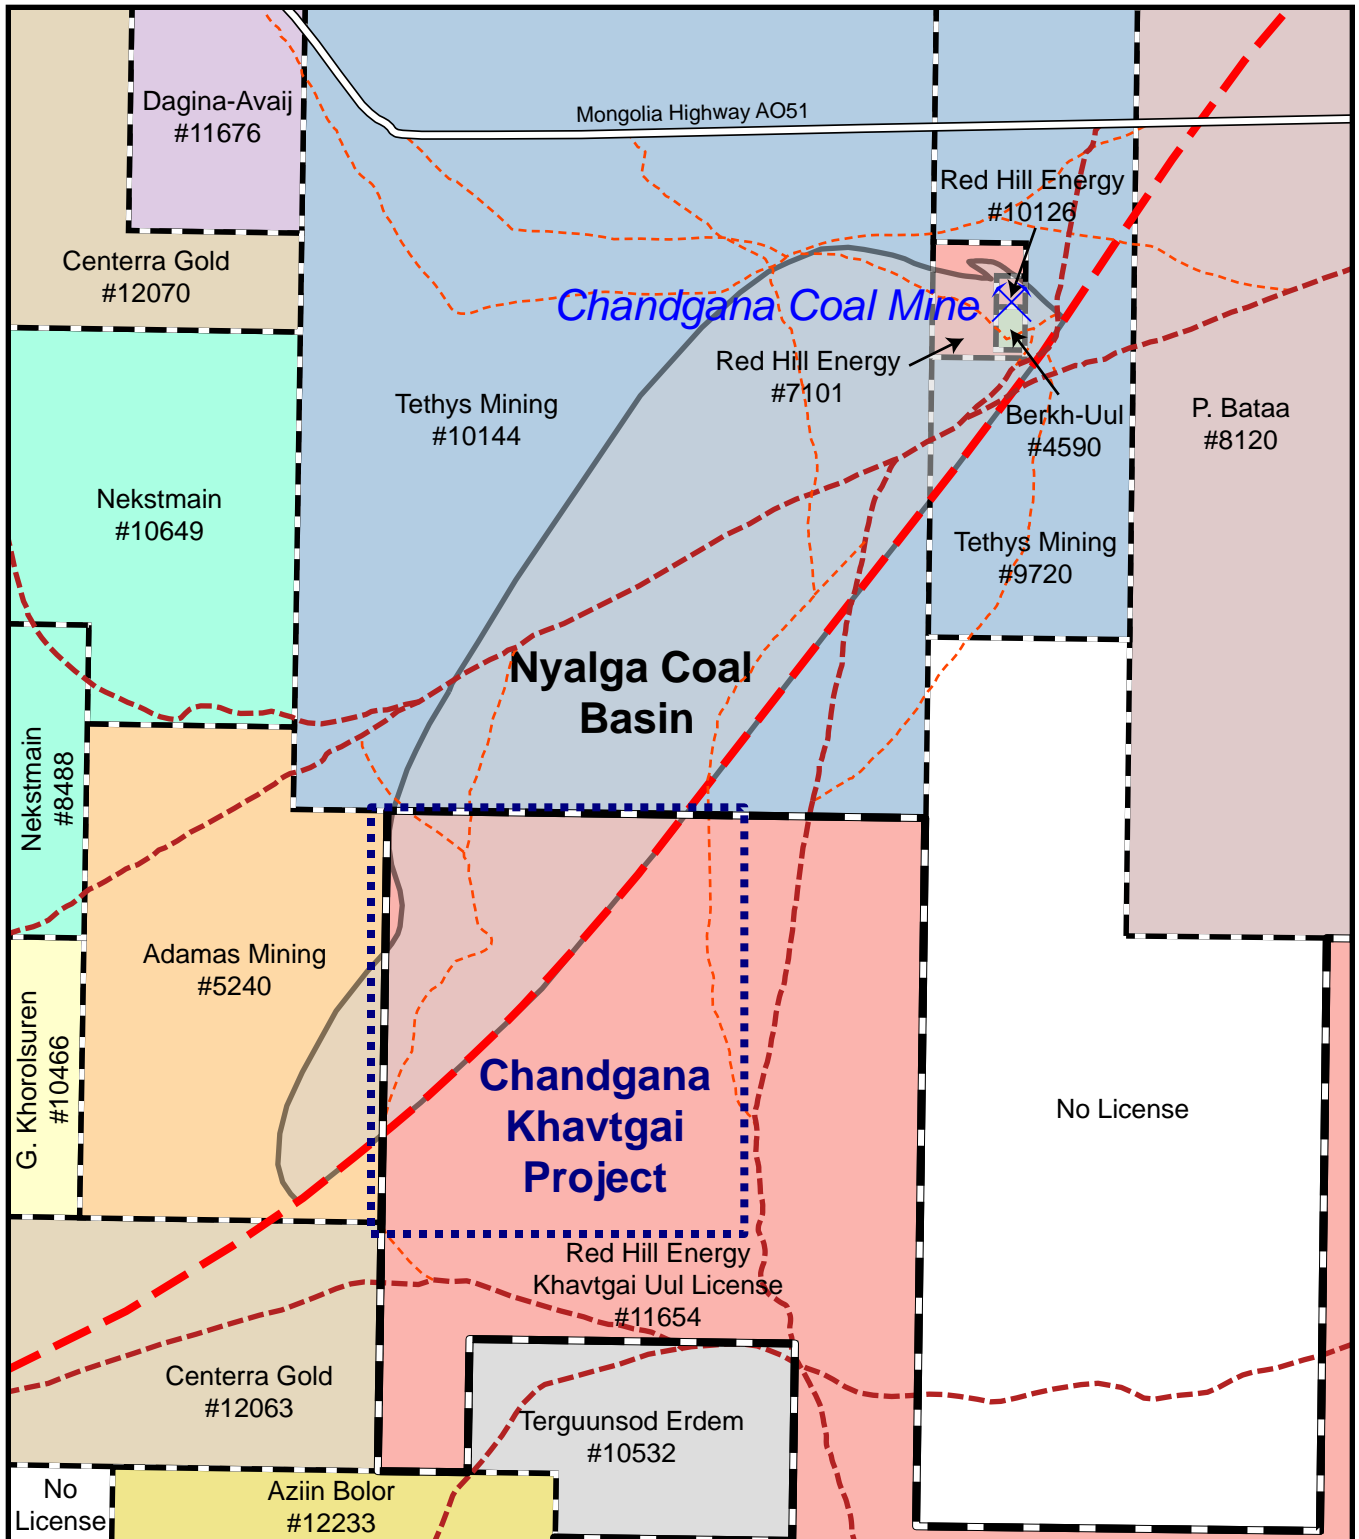 Dagina-Avaij
#11676
Mongolia Highway AO51
Red Hill Energy
#10126
Centerra Gold
#12070
Chandgana Coal Mine
Red Hill Energy
#7101
Tethys Mining
#10144
Berkh-Uul
#4590
P. Bataa
#8120
Nekstmain
#10649
Tethys Mining
#9720
Nyalga Coal
Basin
Nekstmain
#8488
Adamas Mining
#5240
G. Khorolsuren
#10466
Chandgana
Khavtgai
Project
No License
Red Hill Energy
Khavtgai Uul License
#11654
Centerra Gold
#12063
Terguunsod Erdem
#10532
No
License
Aziin Bolor
#12233